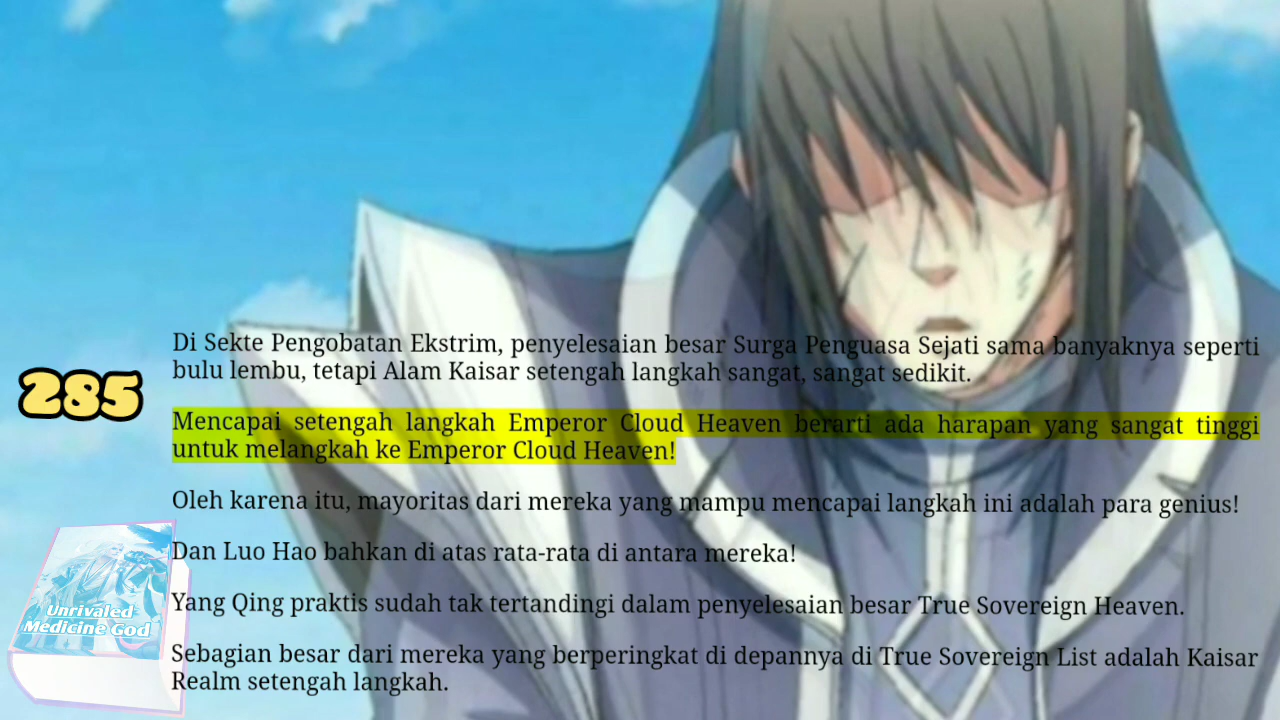 Di Sekte Pengobatan Ekstrim, penyelesaian besar Surga Penguasa Sejati sama banyaknya seperti
bulu lembu, tetapi Alam Kaisar setengah langkah sangat, sangat sedikit.
285
Mencapai setengah langkah Emperor Cloud Heaven berarti ada harapan yang sangat tinggi
untuk melangkah ke Emperor Cloud Heaven!
Oleh karena itu, mayoritas dari mereka yang mampu mencapai langkah ini adalah para genius!
Dan Luo Hao bahkan di atas rata-rata di antara mereka!
Yang Qing praktis sudah tak tertandingi dalam penyelesaian besar True Sovereign Heaven.
Sebagian besar dari mereka yang berperingkat di depannya di True Sovereign List adalah Kaisar
Realm setengah langkah.
Unrivaled
Medicine God